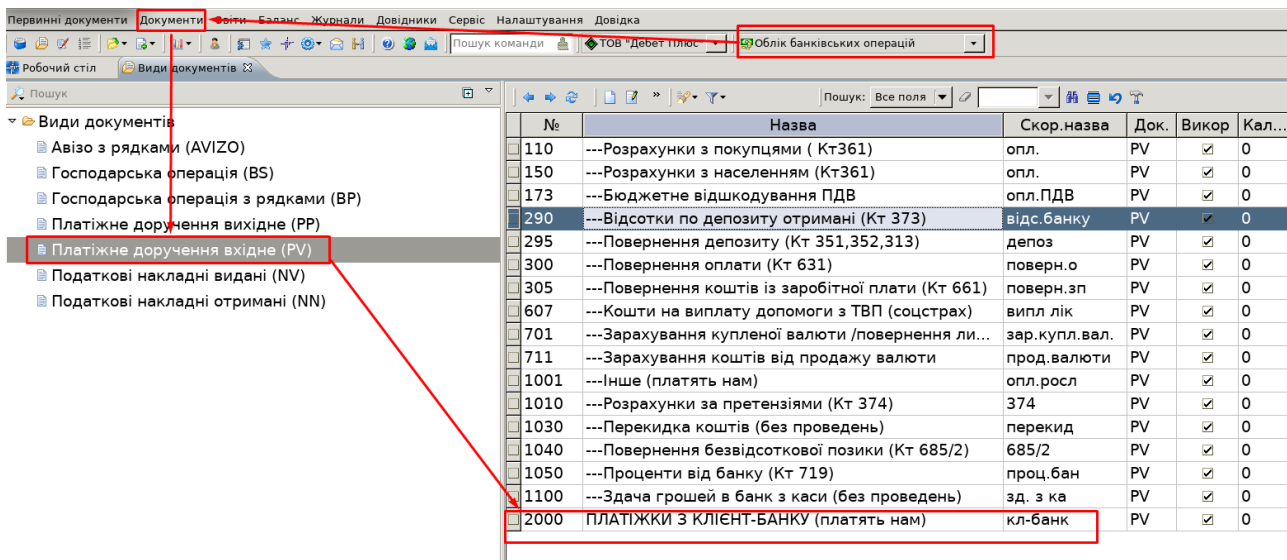 Первинні документи Документи Звіти Баланс Журнали Довідники Сервіс Налаштування Довідка
Пошук команди ТОВ "Дебет Плюс" Облік банківських операцій
Робочий стіл Види документів
Пошук Пошук: Все поля
Види документів
Авізо з рядками (AVIZO)
Господарська операція (BS)
Господарська операція з рядками (BP)
Платіжне доручення вихідне (PP)
Платіжне доручення вхідне (PV)
Податкові накладні видані (NV)
Податкові накладні отримані (NN)
№ Назва Скор.назва Док. Викор Кал...
110 ---Розрахунки з покупцями ( Кт361) опл. PV 0
150 ---Розрахунки з населенням (Кт361) опл. PV 0
173 ---Бюджетне відшкодування ПДВ опл.ПДВ PV 0
290 ---Відсотки по депозиту отримані (Кт 373) відс.банку PV 0
295 ---Повернення депозиту (Кт 351,352,313) депоз PV 0
300 ---Повернення оплати (Кт 631) поверн.о PV 0
305 ---Повернення коштів із заробітної плати (Кт 661) поверн.зп PV 0
607 ---Кошти на виплату допомоги з ТВП (соцстрах) випл лік PV 0
701 ---Зарахування купленої валюти /повернення ли... зар.купл.вал. PV 0
711 ---Зарахування коштів від продажу валюти прод.валюти PV 0
1001 ---Інше (платять нам) опл.росл PV 0
1010 ---Розрахунки за претензіями (Кт 374) 374 PV 0
1030 ---Перекидка коштів (без проведень) перекид PV 0
1040 ---Повернення безвідсоткової позики (Кт 685/2) 685/2 PV 0
1050 ---Проценти від банку (Кт 719) проц.бан PV 0
1100 ---Здача грошей в банк з каси (без проведень) зд. з ка PV 0
2000 ПЛАТІЖКИ З КЛІЄНТ-БАНКУ (платять нам) кл-банк PV 0